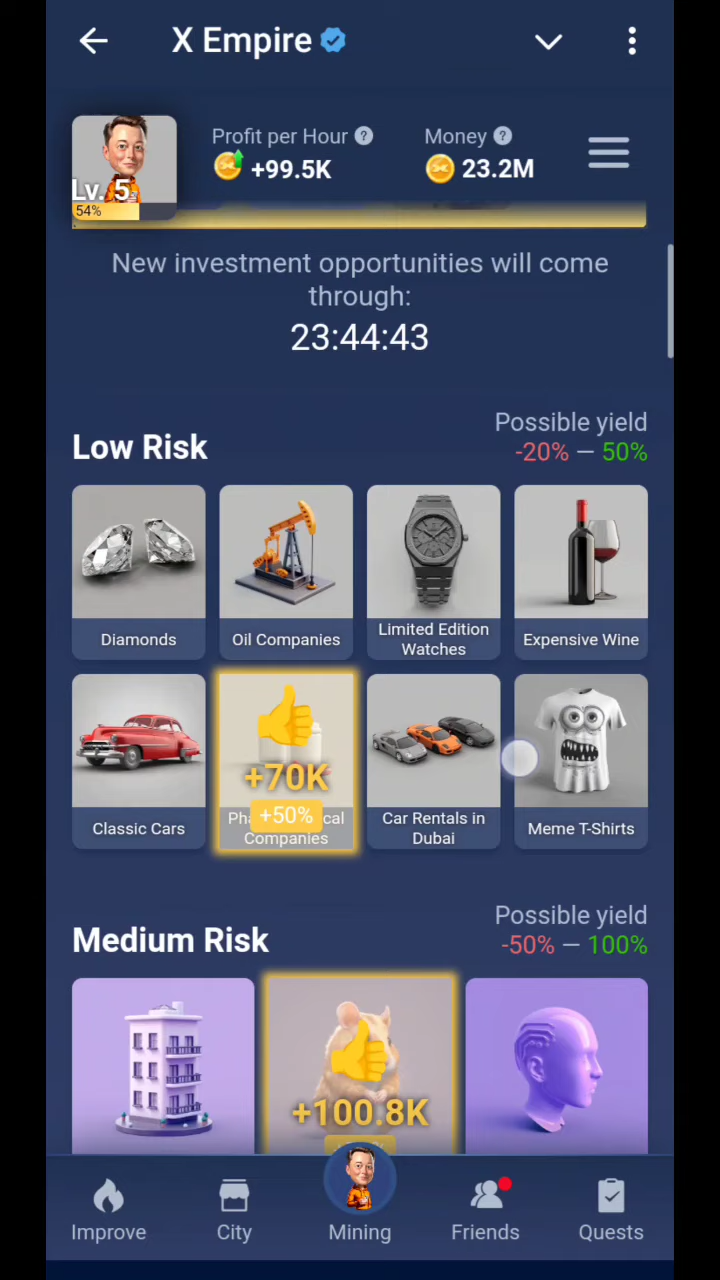 X Empire
Profit per Hour ?
Money ?
+99.5K
23.2M
Lv. 5
54%
New investment opportunities will come
through:
23:44:43
Low Risk
Possible yield
-20% — 50%
Diamonds
Oil Companies
Limited Edition
Watches
Expensive Wine
+70K
+50%
Classic Cars
Companies
Car Rentals in
Dubai
Meme T-Shirts
Medium Risk
Possible yield
-50% — 100%
+100.8K
Improve
City
Mining
Friends
Quests